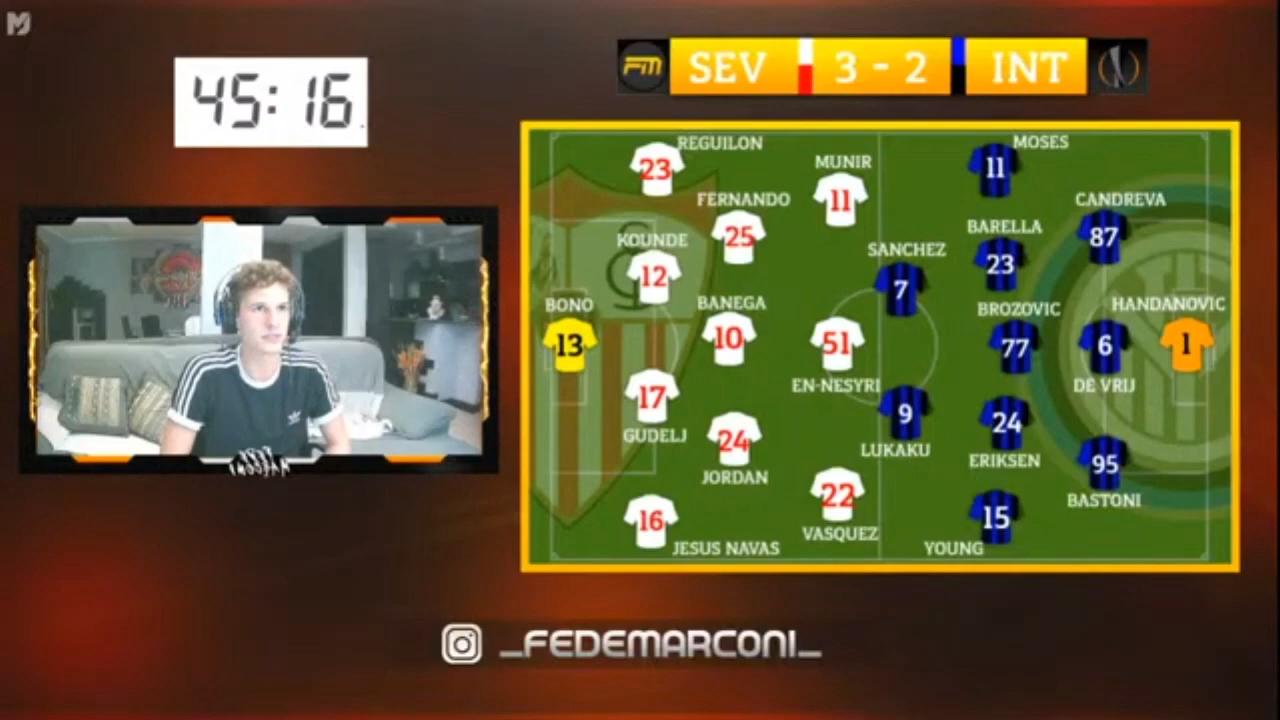 45:16
FM SEV 3 - 2 INT
REGUILON
23
MUNIR
11
MOSES
11
FERNANDO
25
CANDREVA
87
KOUNDE
12
SANCHEZ
7
BARELLA
23
BONO
13
BANEGA
10
51
EN-NESYRI
BROZOVIC
77
6
DE VRIJ
HANDANOVIC
1
17
GUDELJ
24
JORDAN
9
LUKAKU
24
ERIKSEN
95
BASTONI
16
JESUS NAVAS
22
VASQUEZ
15
YOUNG
_FEDEMARCONI_